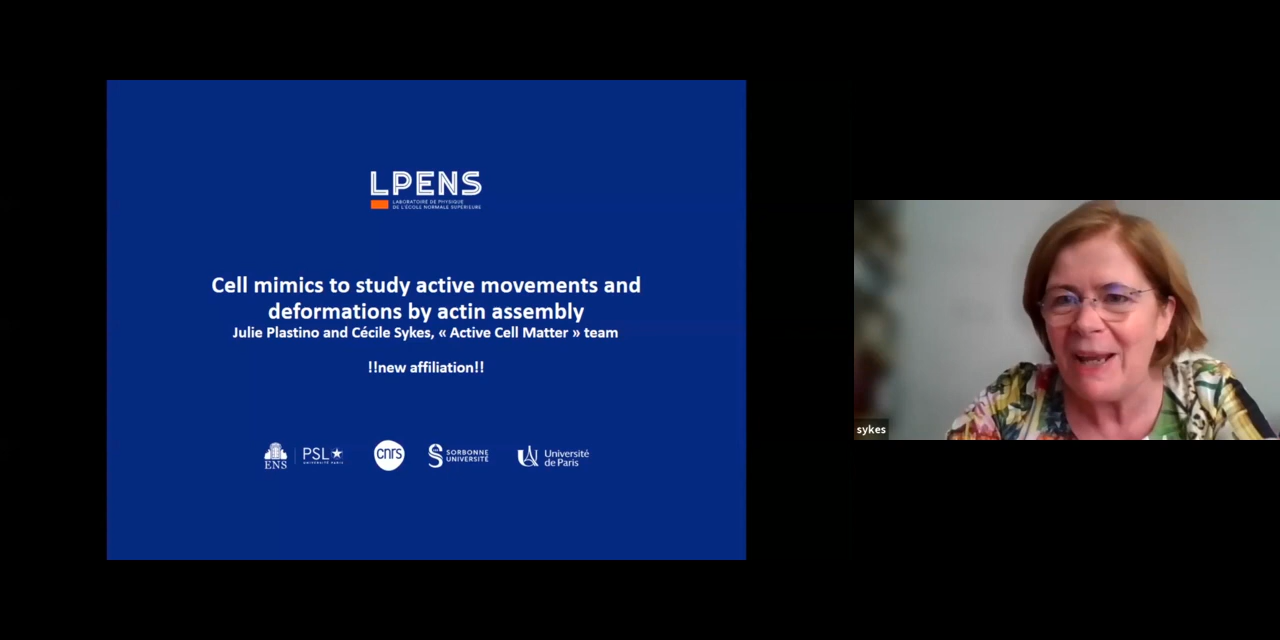 LPENS
LABORATOIRE DE PHYSIQUE
DE L'ÉCOLE NORMALE SUPÉRIEURE
Cell mimics to study active movements and
deformations by actin assembly
Julie Plastino and Cécile Sykes, « Active Cell Matter » team
!!new affiliation!!
ENS
PSL
UNIVERSITÉ PARIS
cnrs
SORBONNE
UNIVERSITÉ
Université
de Paris
sykes